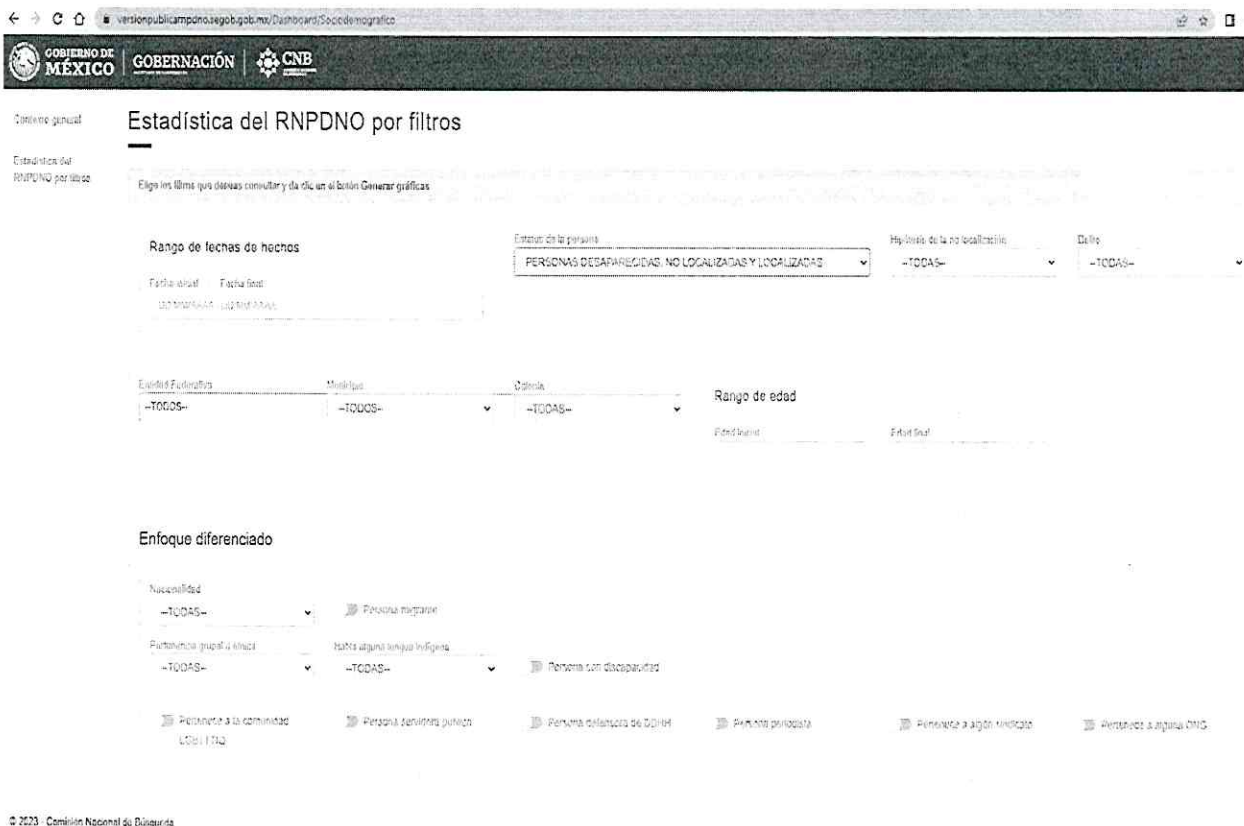 versionpublicarnpdno.segob.gob.mx/Dashboard/Sociodemografico
GOBIERNO DE MÉXICO | GOBERNACIÓN CNB
Contexto general
Estadística del RNPDNO por filtros
Estadística del RNPDNO por filtros
Elige los filtros que deseas consultar y da clic en el botón Generar gráficas
Rango de fechas de hechos
Estatus de la persona
Hipótesis de la no localización
Delito
PERSONAS DESAPARECIDAS, NO LOCALIZADAS Y LOCALIZADAS
--TODAS--
--TODAS--
Fecha inicial Fecha final
Entidad Federativa
Municipio
Colonia
Rango de edad
--TODOS--
--TODOS--
--TODAS--
Edad inicial
Edad final
Enfoque diferenciado
Nacionalidad
--TODAS--
Persona migrante
Pertenencia grupal o étnica
Habla alguna lengua indígena
--TODAS--
--TODAS--
Persona con discapacidad
Pertenece a la comunidad
Persona servidora pública
Persona defensora de DDHH
Persona periodista
Pertenece a algún sindicato
Pertenece a alguna ONG
© 2023 - Comisión Nacional de Búsqueda